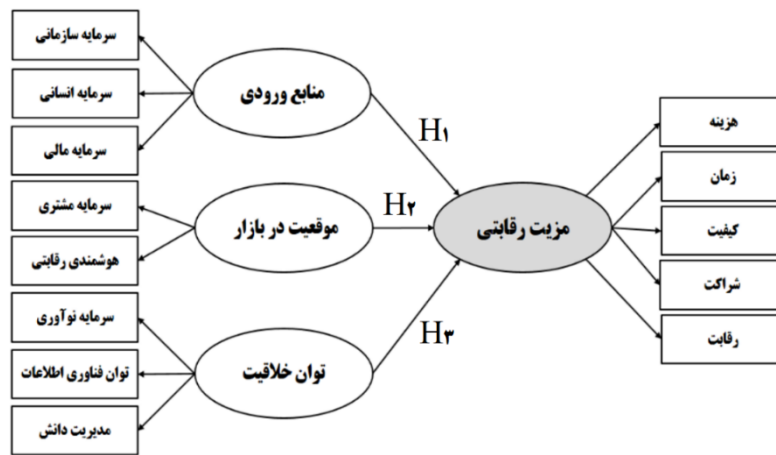 سرمایه سازمانی
سرمایه انسانی
سرمایه مالی
سرمایه مشتری
هوشمندی رقابتی
سرمایه نوآوری
توان فناوری اطلاعات
مدیریت دانش
منابع ورودی
موقعیت در بازار
توان خلاقیت
H۱
H۲
H۳
مزیت رقابتی
هزینه
زمان
کیفیت
شراکت
رقابت